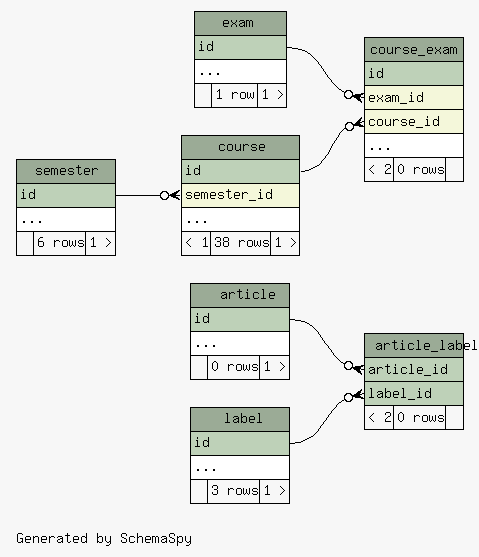 exam
id
...
1 row 1 >
course_exam
id
exam_id
course_id
...
< 2 0 rows
course
id
semester_id
...
< 1 38 rows 1 >
semester
id
...
6 rows 1 >
article
id
...
0 rows 1 >
article_label
article_id
label_id
< 2 0 rows
label
id
...
3 rows 1 >
Generated by SchemaSpy